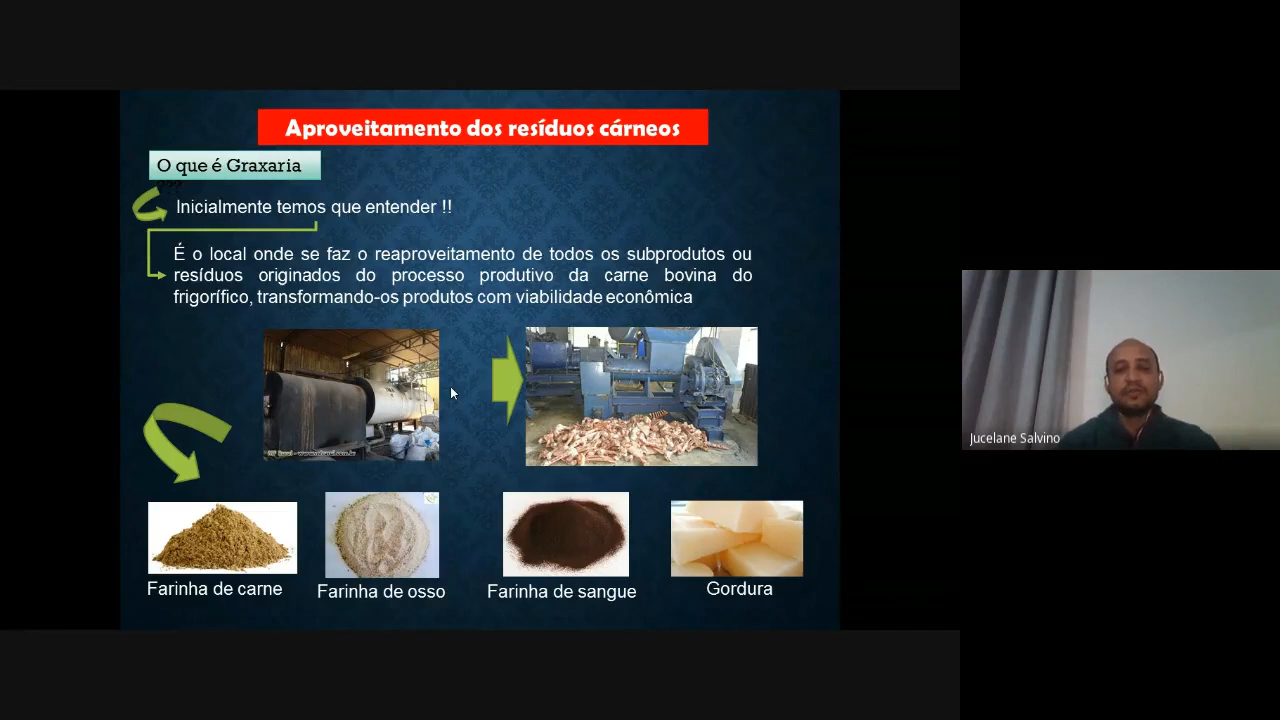 Aproveitamento dos resíduos cárneos
O que é Graxaria
???
Inicialmente temos que entender !!
É o local onde se faz o reaproveitamento de todos os subprodutos ou
resíduos originados do processo produtivo da carne bovina do
frigorífico, transformando-os produtos com viabilidade econômica
Jucelane Salvino
Farinha de carne
Farinha de osso
Farinha de sangue
Gordura